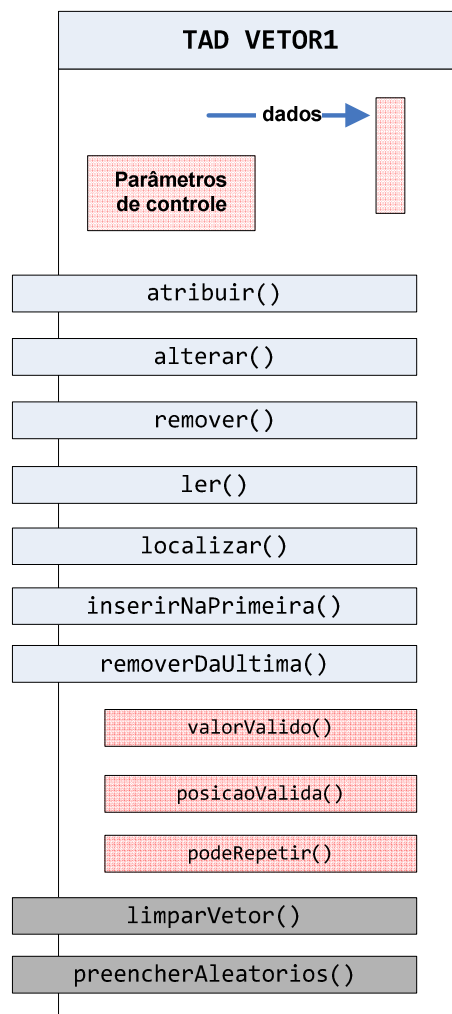 TAD VETOR1
dados
Parâmetros
de controle
atribuir()
alterar()
remover()
ler()
localizar()
inserirNaPrimeira()
removerDaUltima()
valorValido()
posicaoValida()
podeRepetir()
limparVetor()
preencherAleatorios()